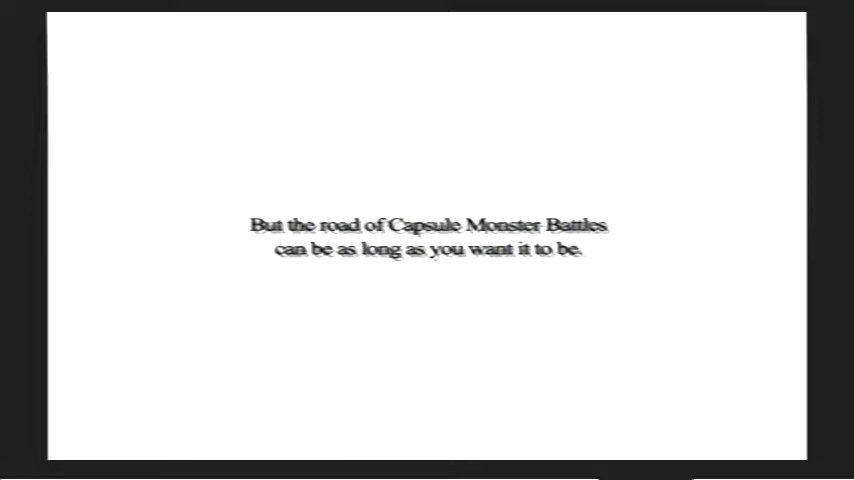 But the road of Capsule Monster Battles
can be as long as you want it to be.